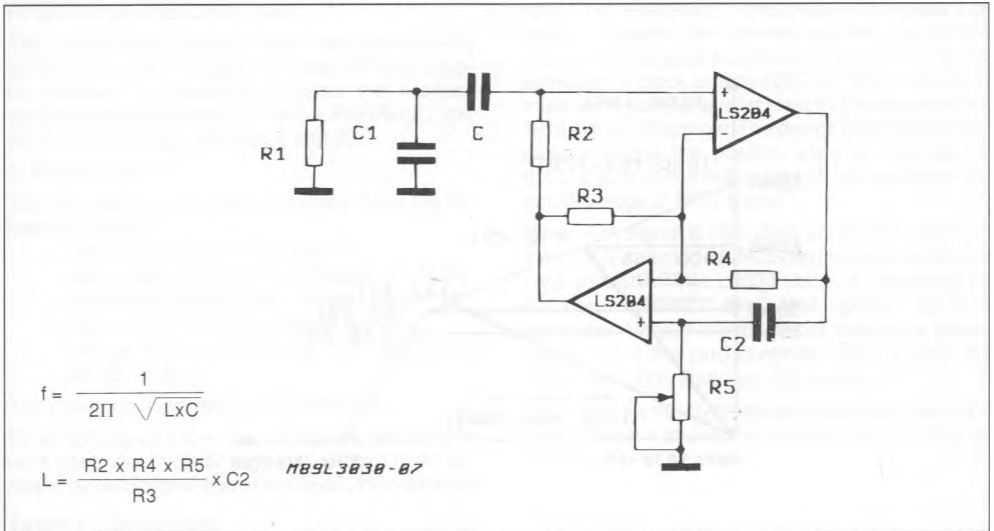 +
LS204
C1
C
R2
R1
R3
R4
-
LS204
+
C2
R5
f = 1 / 2Π √LxC
L = R2 x R4 x R5 / R3 x C2
M89L3030-07